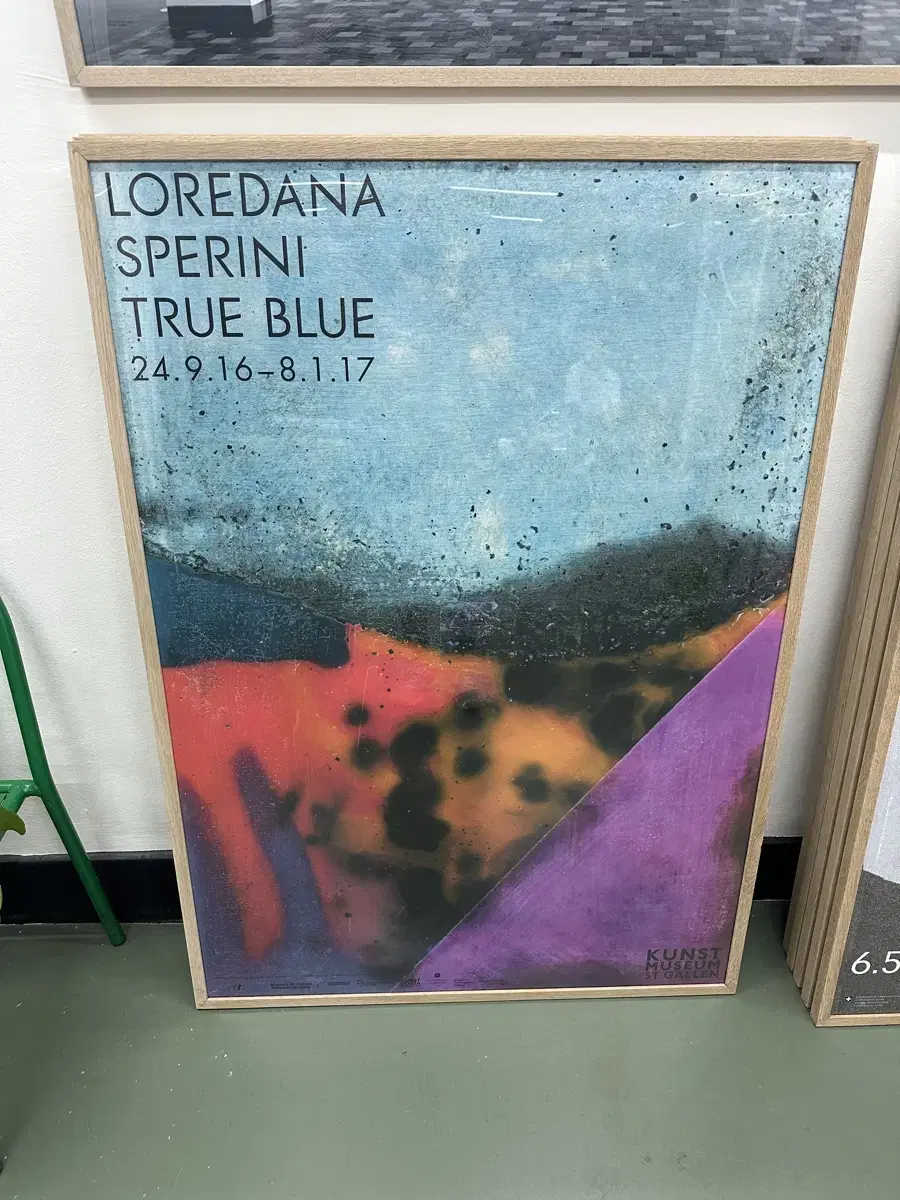 LOREDANA
SPERINI
TRUE BLUE
24.9.16–8.1.17
KUNST
MUSEUM
ST GALLEN
6.5